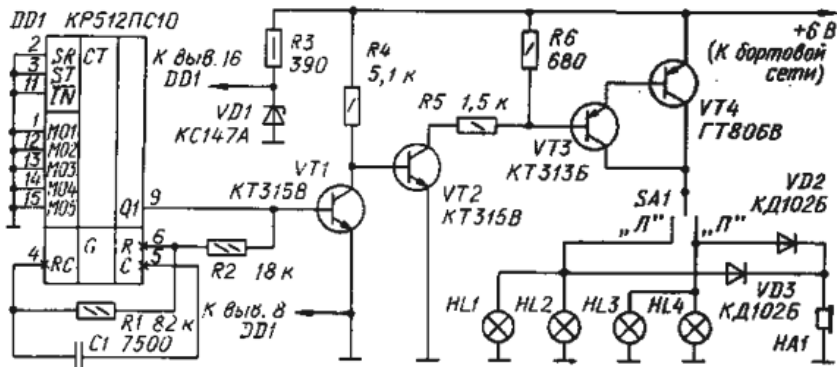 DD1 КР512ПС10
2 SR CT
3 ST
11 IN
1 M01
12 M02
13 M03
14 M04
15 M05 Q1 9
G R 6
4 RC C 5
R1 82 к
C1 7500
R2 18 к
К выв. 16
DD1
R3
390
VD1
КС147А
R4
5,1 к
VT1
КТ315В
К выв. 8
DD1
R5 1,5 к
VT2
КТ315В
R6
680
VT3
КТ313Б
+6 В
(К бортовой
сети)
VT4
ГТ806В
SA1
„Л" „П"
VD2
КД102Б
VD3
КД102Б
HL1 HL2 HL3 HL4
HA1